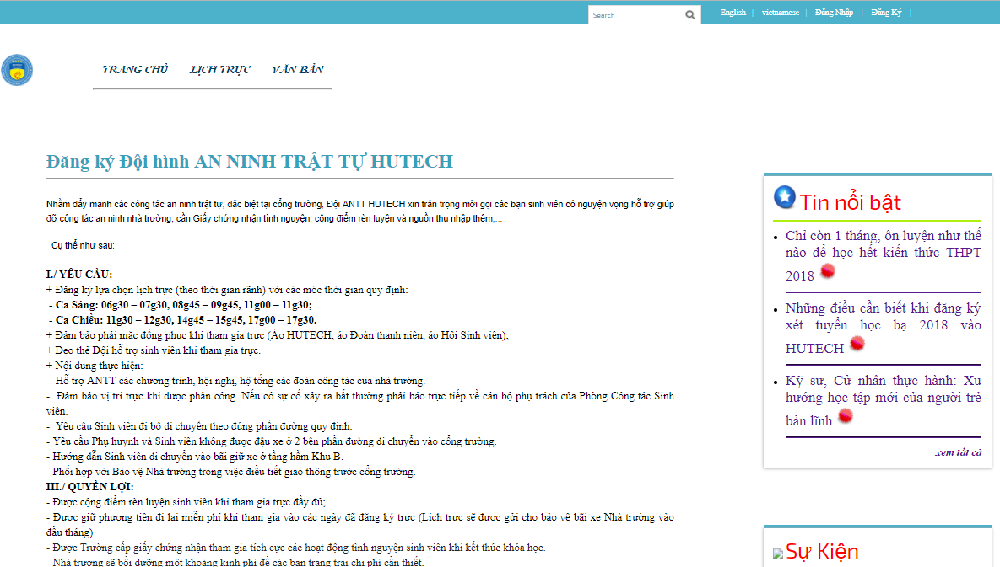 Search
English | vietnamese | Đăng Nhập | Đăng Ký |
TRANG CHỦ LỊCH TRỰC VĂN BẢN
Đăng ký Đội hình AN NINH TRẬT TỰ HUTECH
Nhằm đẩy mạnh các công tác an ninh trật tự, đặc biệt tại cổng trường, Đội ANTT HUTECH xin trân trọng mời gọi các bạn sinh viên có nguyện vọng hỗ trợ giúp
đỡ công tác an ninh nhà trường, cần Giấy chứng nhận tình nguyện, cộng điểm rèn luyện và nguồn thu nhập thêm,...
Cụ thể như sau:
I./ YÊU CẦU:
+ Đăng ký lựa chọn lịch trực (theo thời gian rãnh) với các móc thời gian quy định:
- Ca Sáng: 06g30 – 07g30, 08g45 – 09g45, 11g00 – 11g30;
- Ca Chiều: 11g30 – 12g30, 14g45 – 15g45, 17g00 – 17g30.
+ Đảm bảo phải mặc đồng phục khi tham gia trực (Áo HUTECH, áo Đoàn thanh niên, áo Hội Sinh viên);
+ Đeo thẻ Đội hỗ trợ sinh viên khi tham gia trực.
+ Nội dung thực hiện:
- Hỗ trợ ANTT các chương trình, hội nghị, hộ tống các đoàn công tác của nhà trường.
- Đảm bảo vị trí trực khi được phân công. Nếu có sự cố xảy ra bất thường phải báo trực tiếp về cán bộ phụ trách của Phòng Công tác Sinh
viên.
- Yêu cầu Sinh viên đi bộ di chuyển theo đúng phần đường quy định.
- Yêu cầu Phụ huynh và Sinh viên không được đậu xe ở 2 bên phần đường di chuyển vào cổng trường.
- Hướng dẫn Sinh viên di chuyển vào bãi giữ xe ở tầng hầm Khu B.
- Phối hợp với Bảo vệ Nhà trường trong việc điều tiết giao thông trước cổng trường.
III./ QUYỀN LỢI:
- Được cộng điểm rèn luyện sinh viên khi tham gia trực đầy đủ;
- Được giữ phương tiện đi lại miễn phí khi tham gia vào các ngày đã đăng ký trực (Lịch trực sẽ được gửi cho bảo vệ bãi xe Nhà trường vào
đầu tháng)
- Được Trường cấp giấy chứng nhận tham gia tích cực các hoạt động tình nguyện sinh viên khi kết thúc khóa học.
- Nhà trường sẽ bồi dưỡng một khoảng kinh phí để các bạn trang trải chi phí cần thiết.
Tin nổi bật
Chỉ còn 1 tháng, ôn luyện như thế
nào để học hết kiến thức THPT
2018
Những điều cần biết khi đăng ký
xét tuyển học bạ 2018 vào
HUTECH
Kỹ sư, Cử nhân thực hành: Xu
hướng học tập mới của người trẻ
bản lĩnh
xem tất cả
Sự Kiện